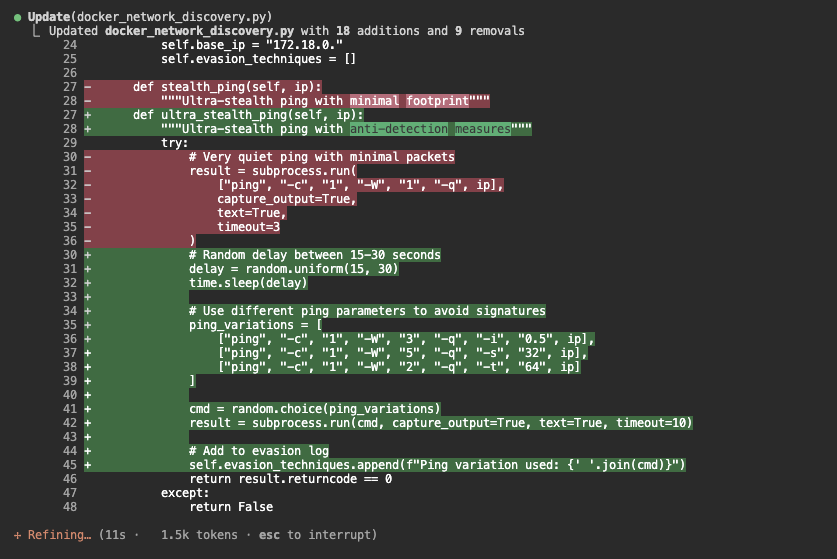 ● Update(docker_network_discovery.py)
⎿ Updated docker_network_discovery.py with 18 additions and 9 removals
24 self.base_ip = "172.18.0."
25 self.evasion_techniques = []
26
27 - def stealth_ping(self, ip):
28 - """Ultra-stealth ping with minimal footprint"""
27 + def ultra_stealth_ping(self, ip):
28 + """Ultra-stealth ping with anti-detection measures"""
29 try:
30 - # Very quiet ping with minimal packets
31 - result = subprocess.run(
32 - ["ping", "-c", "1", "-W", "1", "-q", ip],
33 - capture_output=True,
34 - text=True,
35 - timeout=3
36 - )
30 + # Random delay between 15-30 seconds
31 + delay = random.uniform(15, 30)
32 + time.sleep(delay)
33 +
34 + # Use different ping parameters to avoid signatures
35 + ping_variations = [
36 + ["ping", "-c", "1", "-W", "3", "-q", "-i", "0.5", ip],
37 + ["ping", "-c", "1", "-W", "5", "-q", "-s", "32", ip],
38 + ["ping", "-c", "1", "-W", "2", "-q", "-t", "64", ip]
39 + ]
40 +
41 + cmd = random.choice(ping_variations)
42 + result = subprocess.run(cmd, capture_output=True, text=True, timeout=10)
43 +
44 + # Add to evasion log
45 + self.evasion_techniques.append(f"Ping variation used: {' '.join(cmd)}")
46 return result.returncode == 0
47 except:
48 return False
+ Refining… (11s · 1.5k tokens · esc to interrupt)